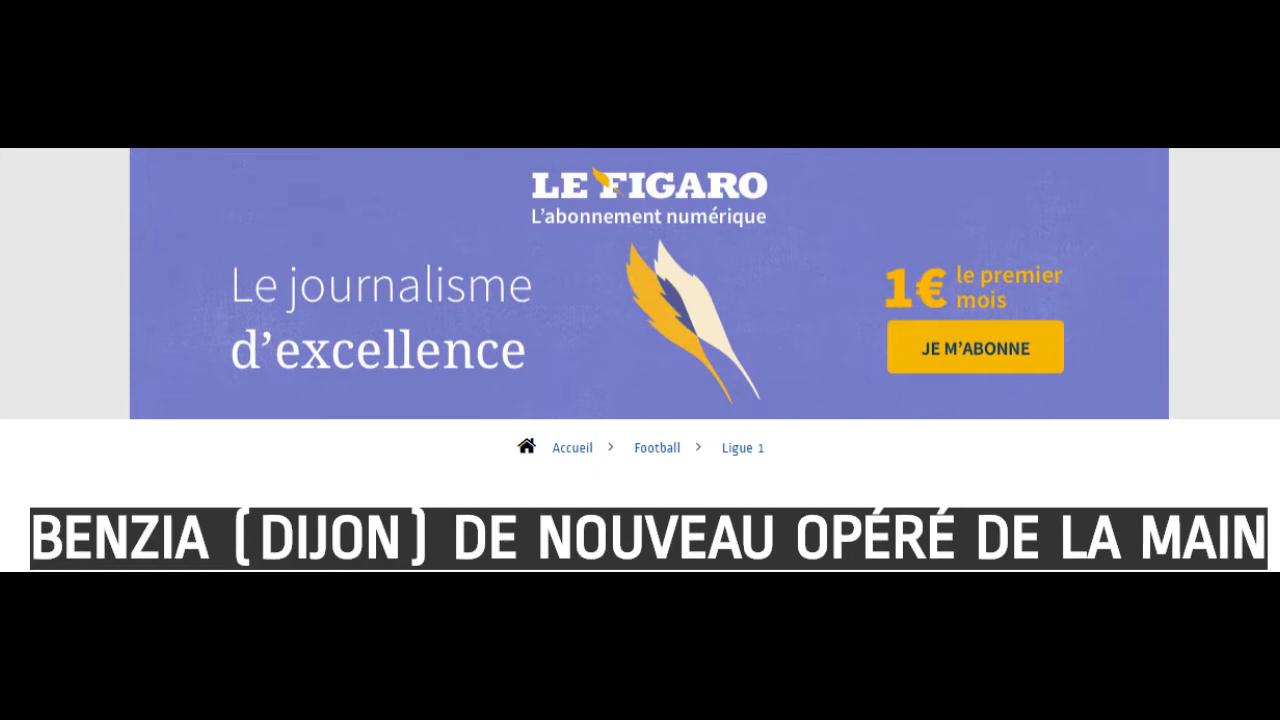 LE FIGARO
L'abonnement numérique
Le journalisme
d'excellence
1€ le premier
mois
JE M'ABONNE
Accueil > Football > Ligue 1
BENZIA (DIJON) DE NOUVEAU OPÉRÉ DE LA MAIN